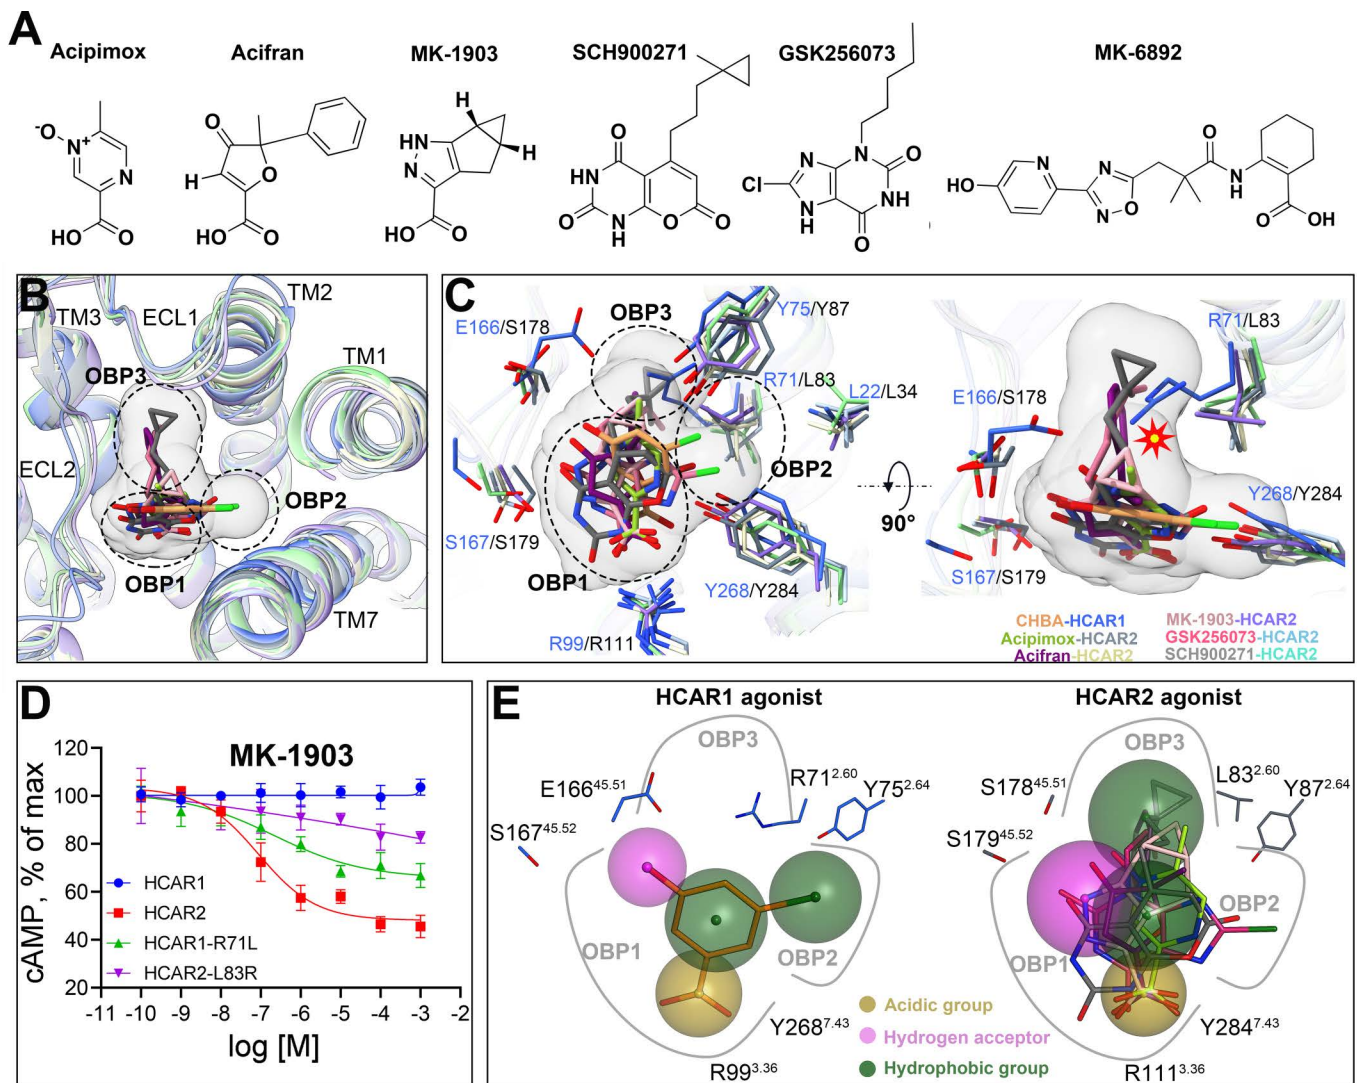 A
Acipimox
Acifran
MK-1903
SCH900271
GSK256073
MK-6892
-O
N+
N
HO
O
O
H
O
HO
O
H
HN
N
H
HO
O
O
HN
O
N
H
O
O
N
N
O
Cl
N
H
NH
O
HO
N
N
N
O
O
N
H
O
OH
B
TM3
ECL1
TM2
TM1
OBP3
ECL2
OBP2
OBP1
TM7
C
OBP3
Y75/Y87
E166/S178
R71/L83
L22/L34
OBP2
S167/S179
OBP1
Y268/Y284
R99/R111
90°
R71/L83
E166/S178
Y268/Y284
S167/S179
CHBA-HCAR1
MK-1903-HCAR2
Acipimox-HCAR2
GSK256073-HCAR2
Acifran-HCAR2
SCH900271-HCAR2
D
MK-1903
cAMP, % of max
120
100
80
60
40
20
HCAR1
HCAR2
HCAR1-R71L
HCAR2-L83R
-11 -10 -9 -8 -7 -6 -5 -4 -3 -2
log [M]
E
HCAR1 agonist
HCAR2 agonist
OBP3
E16645.51
R712.60
Y752.64
S16745.52
OBP1
OBP2
Y2687.43
R993.36
Acidic group
Hydrogen acceptor
Hydrophobic group
OBP3
S17845.51
L832.60
Y872.64
S17945.52
OBP2
OBP1
Y2847.43
R1113.36